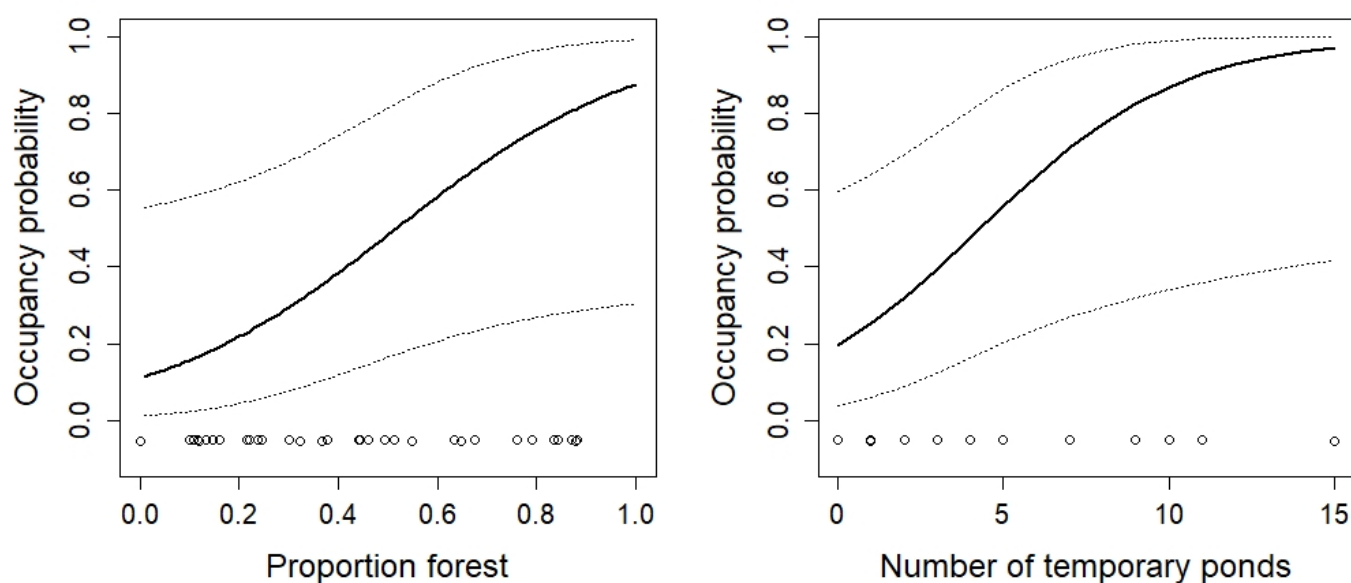 Occupancy probability
1.0
0.8
0.6
0.4
0.2
0.0
0.0 0.2 0.4 0.6 0.8 1.0
Proportion forest
Occupancy probability
1.0
0.8
0.6
0.4
0.2
0.0
0 5 10 15
Number of temporary ponds